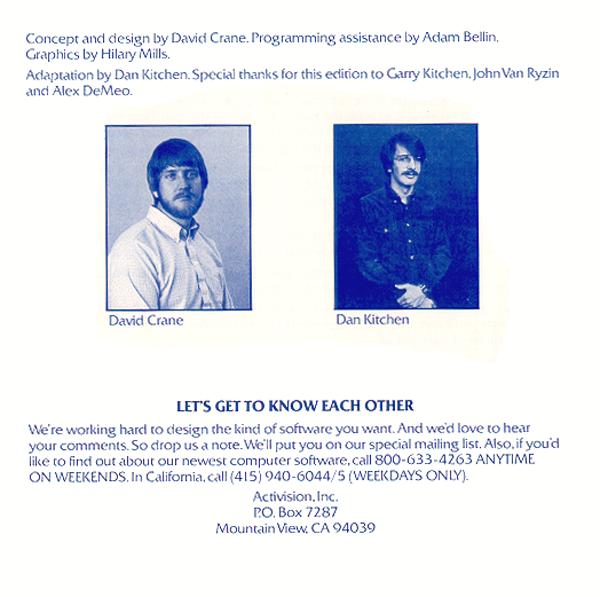 Concept and design by David Crane. Programming assistance by Adam Bellin.
Graphics by Hilary Mills.
Adaptation by Dan Kitchen. Special thanks for this edition to Garry Kitchen, John Van Ryzin
and Alex DeMeo.
David Crane
Dan Kitchen
LET'S GET TO KNOW EACH OTHER
We're working hard to design the kind of software you want. And we'd love to hear
your comments. So drop us a note. We'll put you on our special mailing list. Also, if you'd
like to find out about our newest computer software, call 800-633-4263 ANYTIME
ON WEEKENDS. In California, call (415) 940-6044/5 (WEEKDAYS ONLY).
Activision, Inc.
P.O. Box 7287
Mountain View, CA 94039